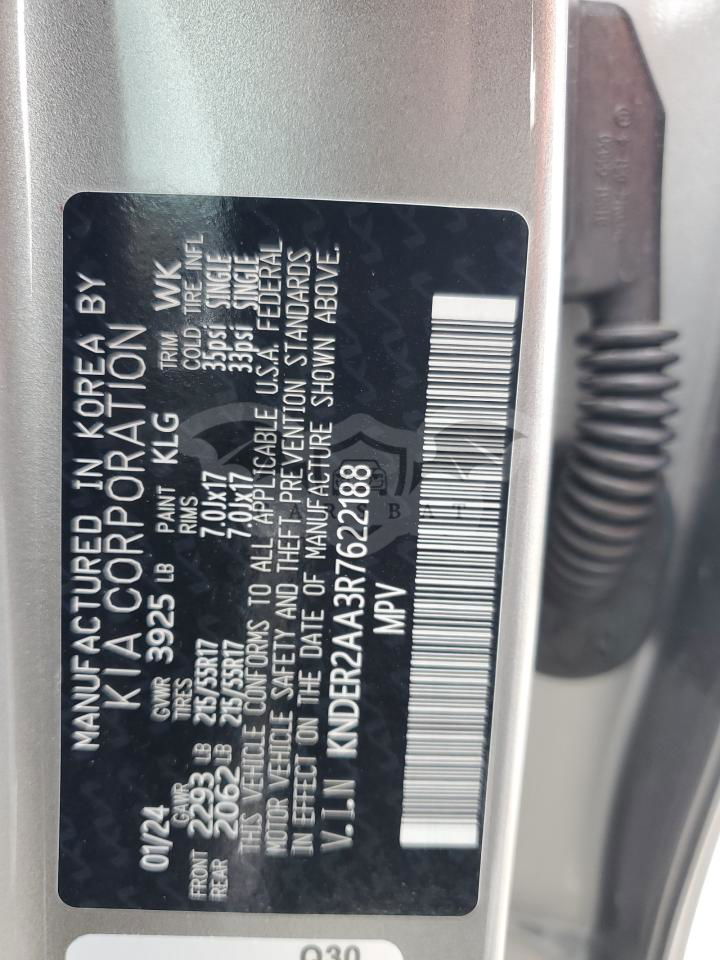 MANUFACTURED IN KOREA BY
KIA CORPORATION
01/24 GVWR 3925 LB PAINT KLG TRIM WK
GAWR TIRES RIMS COLD TIRE INFL
FRONT 2293 LB 215/55R17 7.0Jx17 35psi SINGLE
REAR 2062 LB 215/55R17 7.0Jx17 33psi SINGLE
THIS VEHICLE CONFORMS TO ALL APPLICABLE U.S.A. FEDERAL
MOTOR VEHICLE SAFETY AND THEFT PREVENTION STANDARDS
IN EFFECT ON THE DATE OF MANUFACTURE SHOWN ABOVE.
V.I.N KNDER2AA3R7622188
MPV
O30